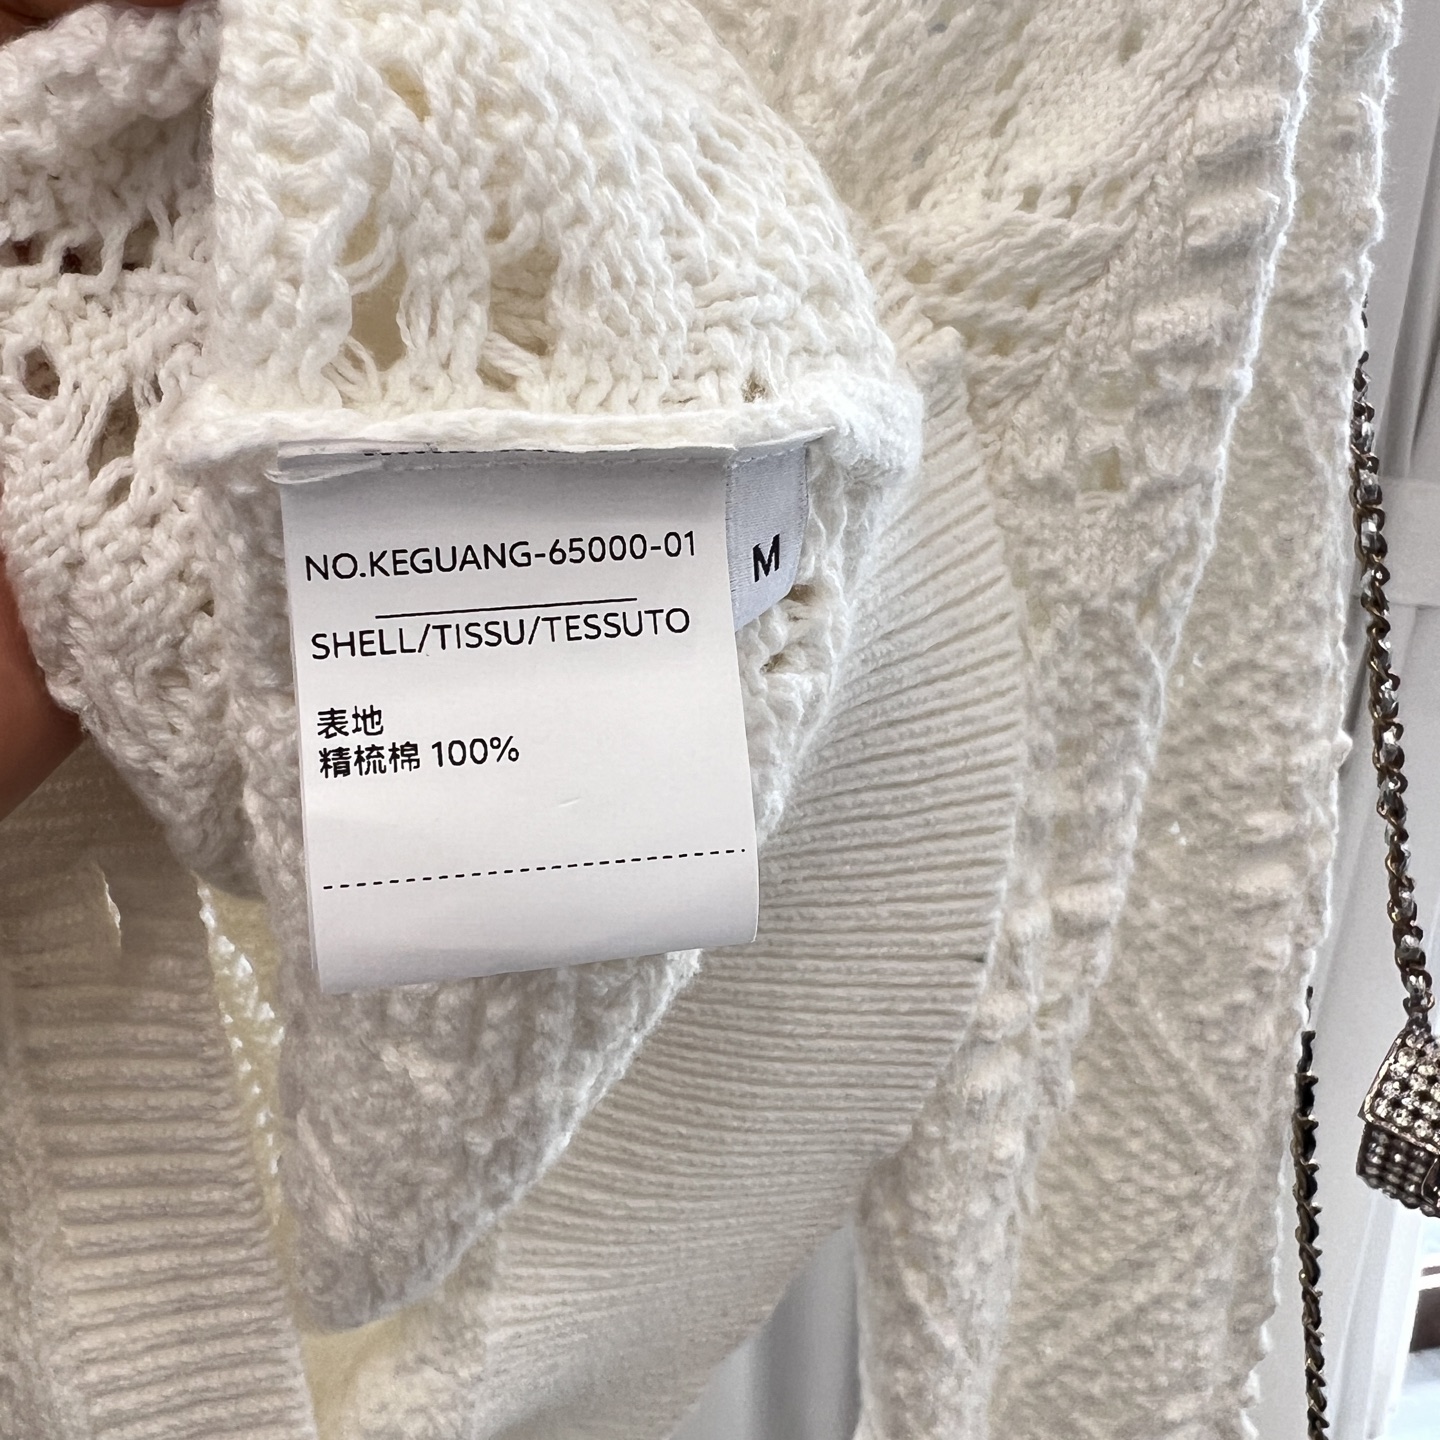 NO.KEGUANG-65000-01
SHELL/TISSU/TESSUTO
表地
精梳棉 100%
M